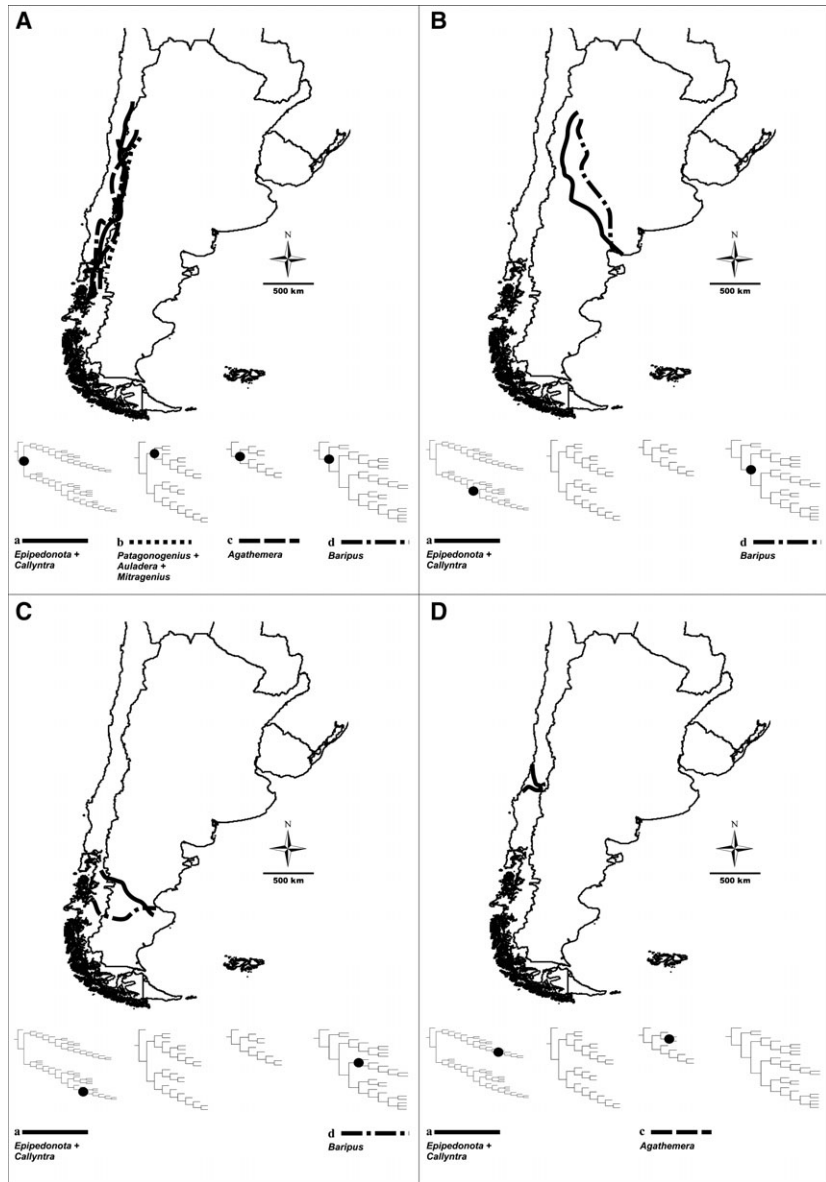 A
N
500 km
a
Epipedonota +
Callyntra
b
Patagonogenius +
Auladera +
Mitragenius
c
Agathemera
d
Baripus
B
N
500 km
a
Epipedonota +
Callyntra
d
Baripus
C
N
500 km
a
Epipedonota +
Callyntra
d
Baripus
D
N
500 km
a
Epipedonota +
Callyntra
c
Agathemera